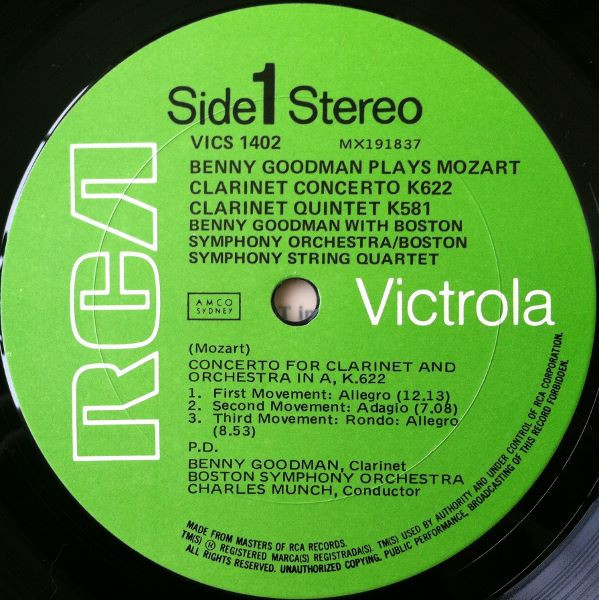 Side 1 Stereo
VICS 1402 MX191837
BENNY GOODMAN PLAYS MOZART
CLARINET CONCERTO K622
CLARINET QUINTET K581
BENNY GOODMAN WITH BOSTON
SYMPHONY ORCHESTRA/BOSTON
SYMPHONY STRING QUARTET
RCA
AMCO
SYDNEY
Victrola
(Mozart)
CONCERTO FOR CLARINET AND
ORCHESTRA IN A, K.622
1. First Movement: Allegro (12.13)
2. Second Movement: Adagio (7.08)
3. Third Movement: Rondo: Allegro
(8.53)
P.D.
BENNY GOODMAN, Clarinet
BOSTON SYMPHONY ORCHESTRA
CHARLES MUNCH, Conductor
MADE FROM MASTERS OF RCA RECORDS.
TM(S) ® REGISTERED MARCA(S) REGISTRADA(S). TM(S) USED BY AUTHORITY AND UNDER CONTROL OF RCA CORPORATION.
ALL RIGHTS RESERVED. UNAUTHORIZED COPYING, PUBLIC PERFORMANCE, BROADCASTING OF THIS RECORD FORBIDDEN.